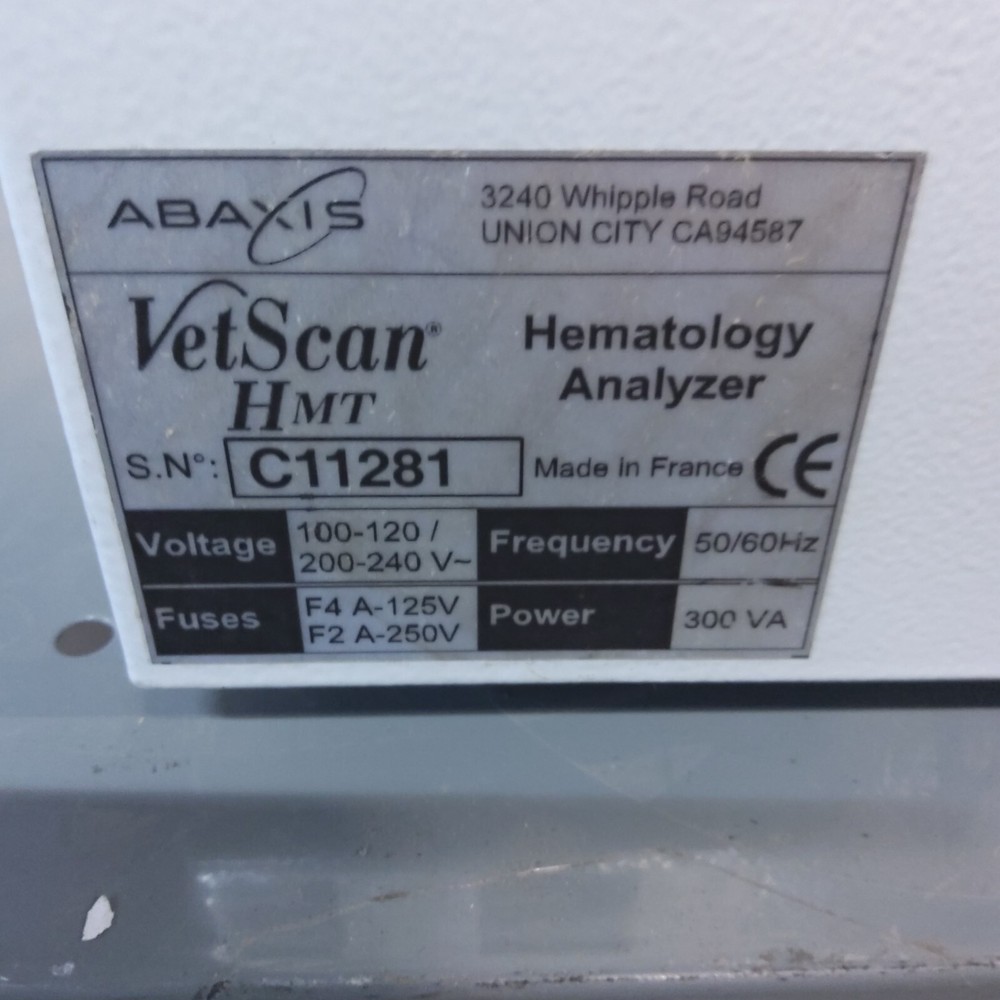 ABAXIS
3240 Whipple Road
UNION CITY CA94587
VetScan®
HMT
Hematology
Analyzer
S.N°: C11281
Made in France CE
Voltage
100-120 /
200-240 V~
Frequency
50/60Hz
Fuses
F4 A-125V
F2 A-250V
Power
300 VA